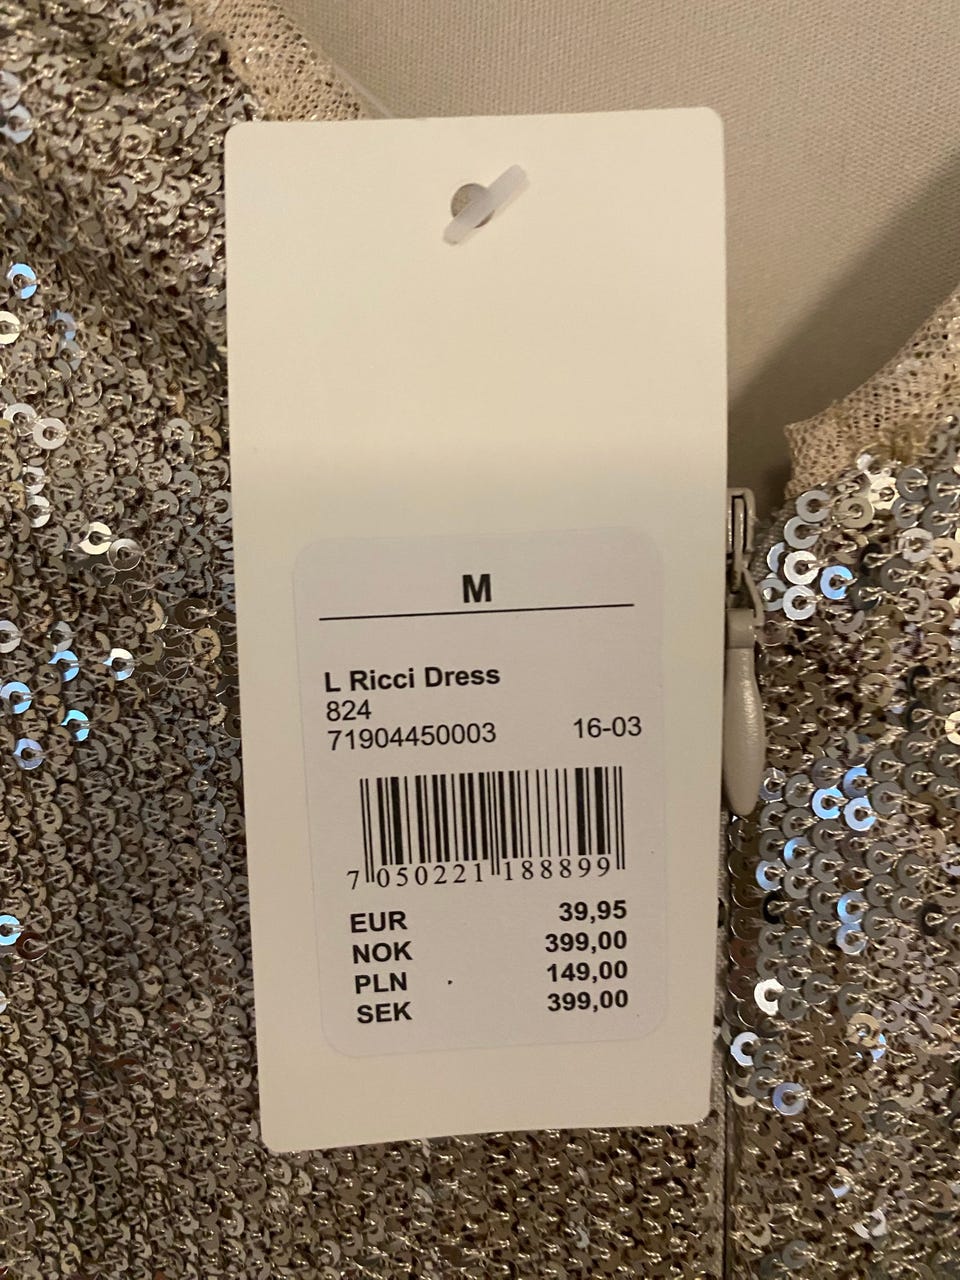 M
L Ricci Dress
824
71904450003 16-03
7 050221 188899
EUR 39,95
NOK 399,00
PLN 149,00
SEK 399,00